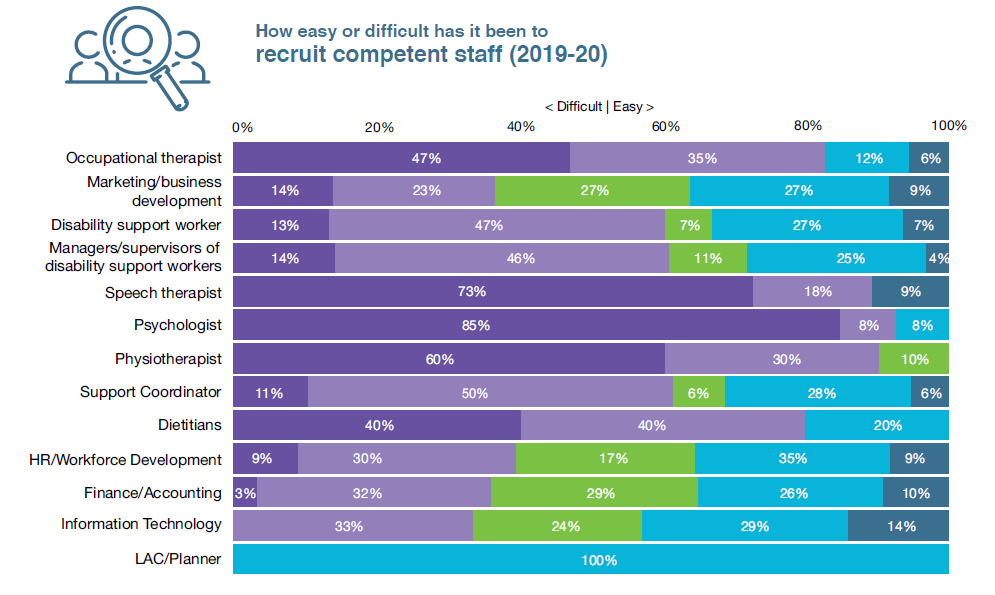 How easy or difficult has it been to
recruit competent staff (2019-20)
< Difficult | Easy >
0% 20% 40% 60% 80% 100%
Occupational therapist 47% 35% 12% 6%
Marketing/business
development 14% 23% 27% 27% 9%
Disability support worker 13% 47% 7% 27% 7%
Managers/supervisors of
disability support workers 14% 46% 11% 25% 4%
Speech therapist 73% 18% 9%
Psychologist 85% 8% 8%
Physiotherapist 60% 30% 10%
Support Coordinator 11% 50% 6% 28% 6%
Dietitians 40% 40% 20%
HR/Workforce Development 9% 30% 17% 35% 9%
Finance/Accounting 3% 32% 29% 26% 10%
Information Technology 33% 24% 29% 14%
LAC/Planner 100%